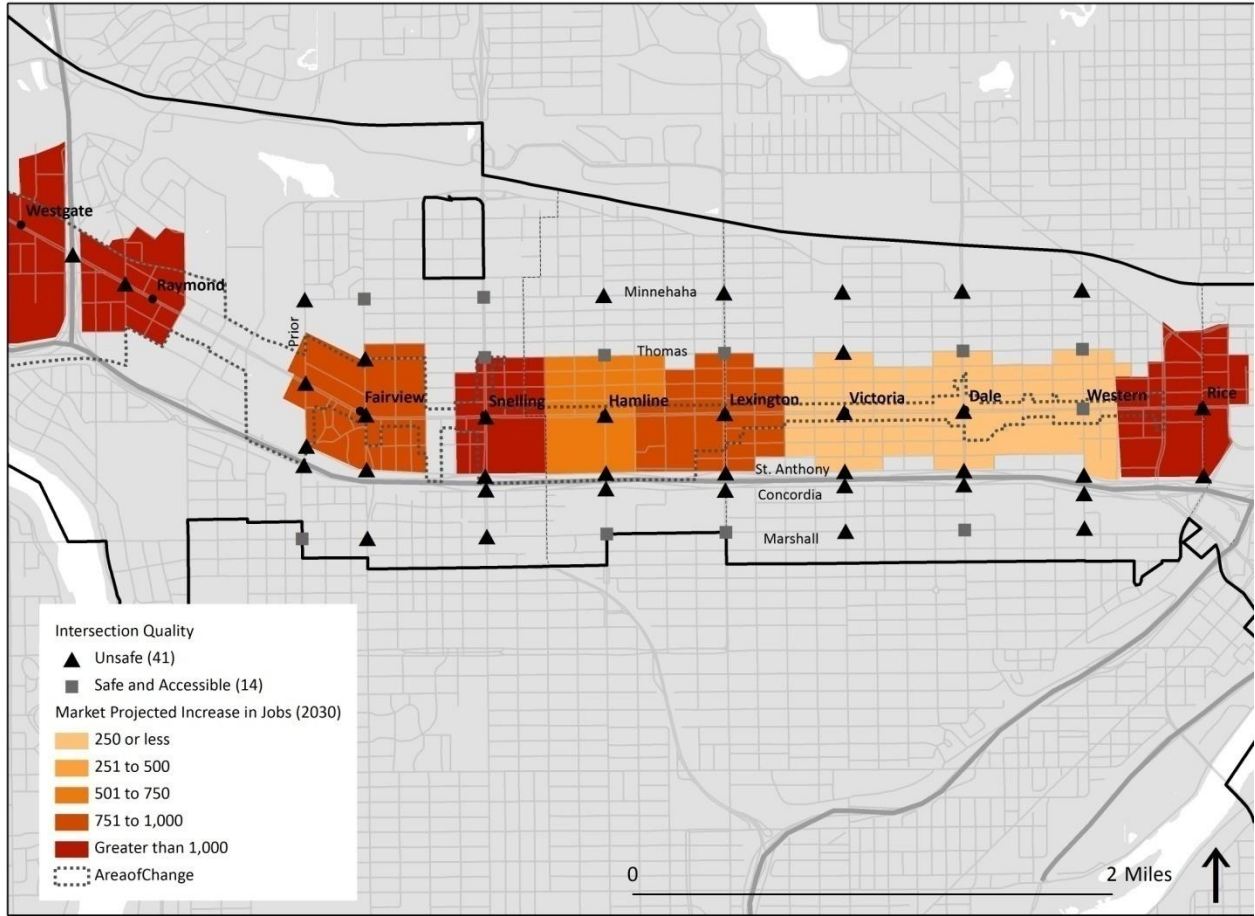 Westgate
Raymond
Prior
Minnehaha
Thomas
Fairview
Snelling
Hamline
Lexington
Victoria
Dale
Western
Rice
St. Anthony
Concordia
Marshall
Intersection Quality
Unsafe (41)
Safe and Accessible (14)
Market Projected Increase in Jobs (2030)
250 or less
251 to 500
501 to 750
751 to 1,000
Greater than 1,000
AreaofChange
0 2 Miles